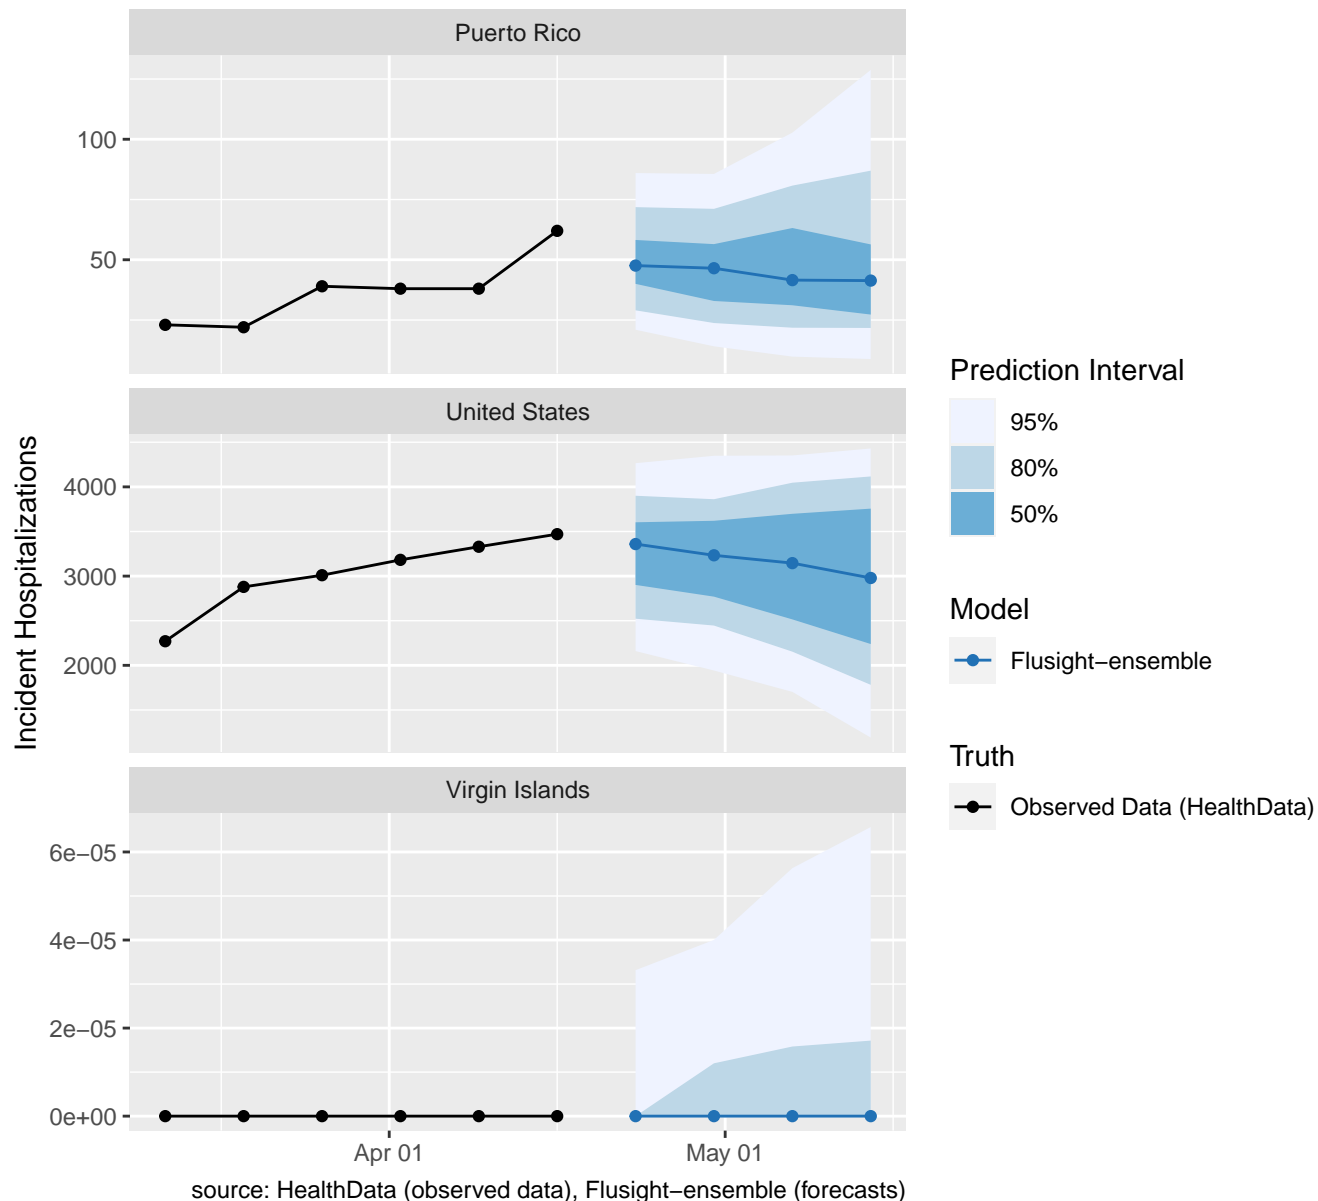 Puerto Rico
100
50
United States
4000
3000
2000
Virgin Islands
6e−05
4e−05
2e−05
0e+00
Apr 01
May 01
Incident Hospitalizations
source: HealthData (observed data), Flusight−ensemble (forecasts)
Prediction Interval
95%
80%
50%
Model
Flusight−ensemble
Truth
Observed Data (HealthData)